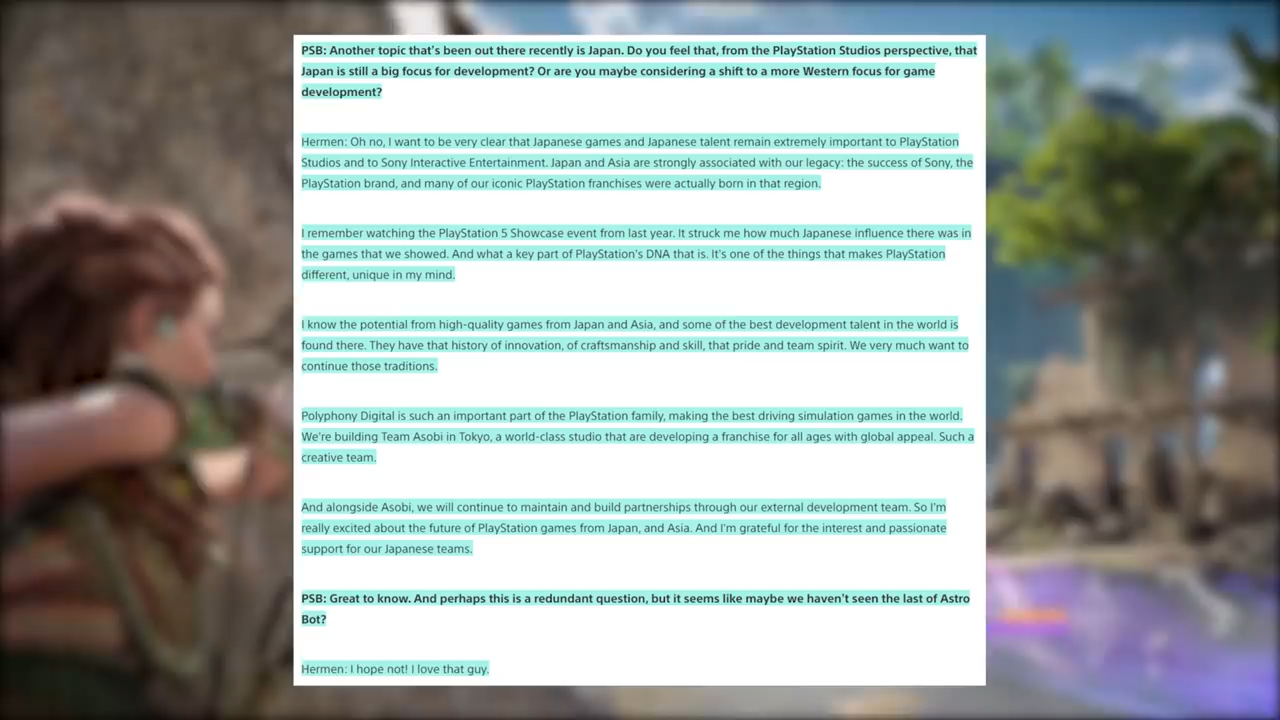 PSB: Another topic that's been out there recently is Japan. Do you feel that, from the PlayStation Studios perspective, that
Japan is still a big focus for development? Or are you maybe considering a shift to a more Western focus for game
development?
Hermen: Oh no, I want to be very clear that Japanese games and Japanese talent remain extremely important to PlayStation
Studios and to Sony Interactive Entertainment. Japan and Asia are strongly associated with our legacy: the success of Sony, the
PlayStation brand, and many of our iconic PlayStation franchises were actually born in that region.
I remember watching the PlayStation 5 Showcase event from last year. It struck me how much Japanese influence there was in
the games that we showed. And what a key part of PlayStation's DNA that is. It's one of the things that makes PlayStation
different, unique in my mind.
I know the potential from high-quality games from Japan and Asia, and some of the best development talent in the world is
found there. They have that history of innovation, of craftsmanship and skill, that pride and team spirit. We very much want to
continue those traditions.
Polyphony Digital is such an important part of the PlayStation family, making the best driving simulation games in the world.
We're building Team Asobi in Tokyo, a world-class studio that are developing a franchise for all ages with global appeal. Such a
creative team.
And alongside Asobi, we will continue to maintain and build partnerships through our external development team. So I'm
really excited about the future of PlayStation games from Japan, and Asia. And I'm grateful for the interest and passionate
support for our Japanese teams.
PSB: Great to know. And perhaps this is a redundant question, but it seems like maybe we haven't seen the last of Astro
Bot?
Hermen: I hope not! I love that guy.